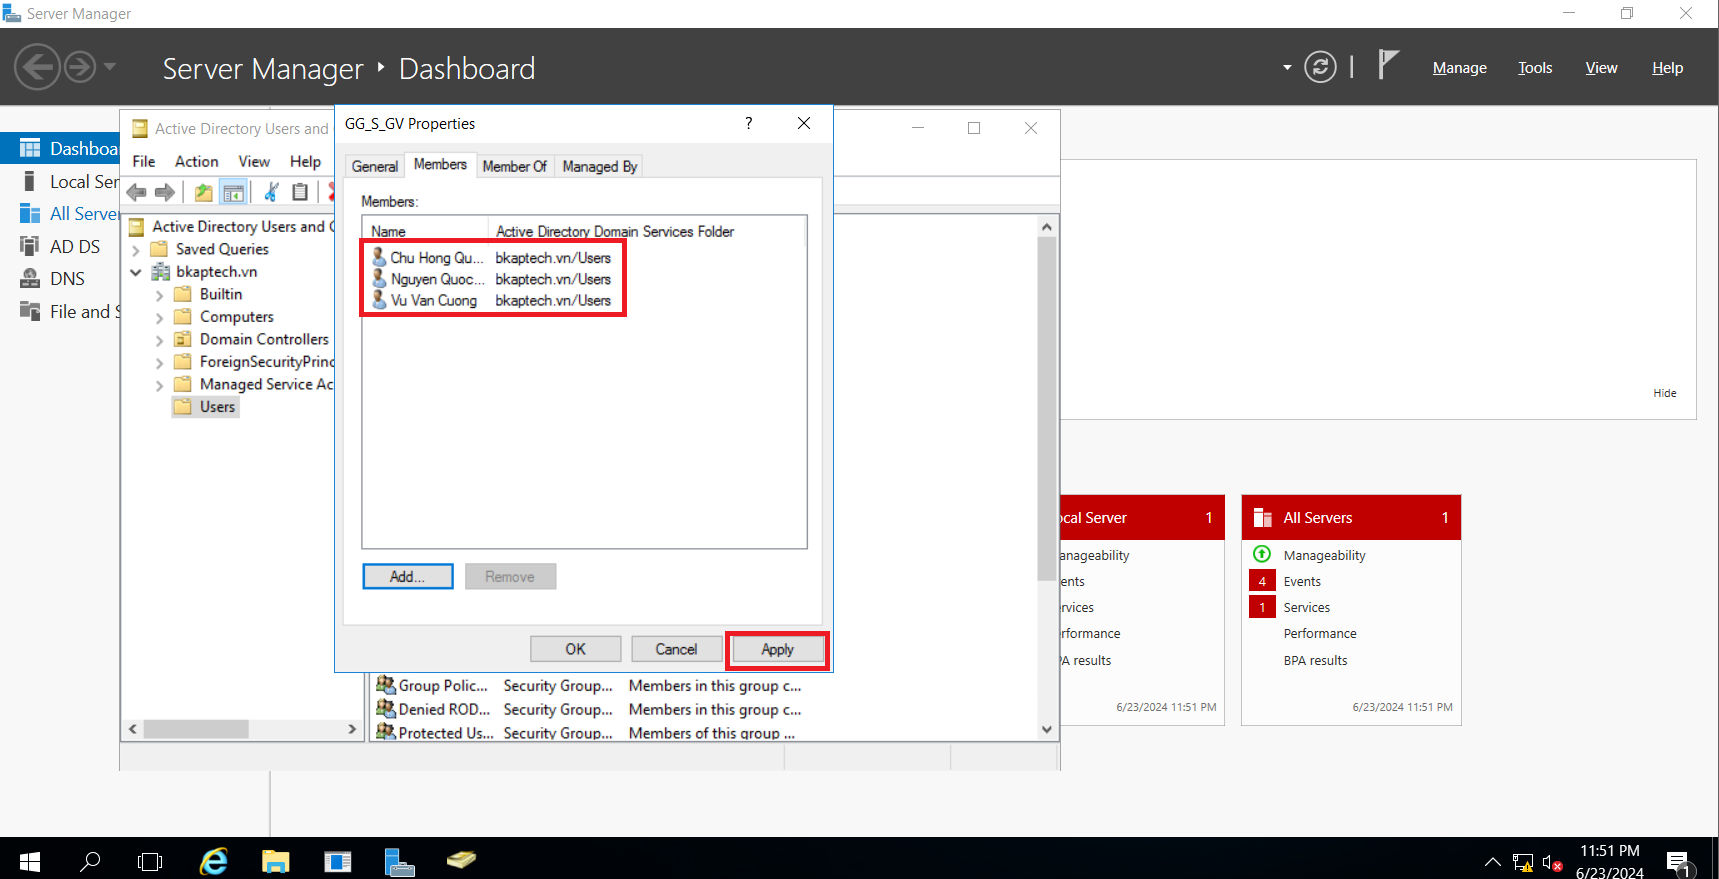 Server Manager
Server Manager
Dashboard
Manage
Tools
View
Help
Dashboa
Local Ser
All Server
AD DS
DNS
File and S
Active Directory Users and
File
Action
View
Help
Active Directory Users and
Saved Queries
bkaptech.vn
Builtin
Computers
Domain Controllers
ForeignSecurityPrinc
Managed Service Ac
Users
GG_S_GV Properties
?
General
Members
Member Of
Managed By
Members:
Name
Active Directory Domain Services Folder
Chu Hong Qu... bkaptech.vn/Users
Nguyen Quoc... bkaptech.vn/Users
Vu Van Cuong bkaptech.vn/Users
Add...
Remove
OK
Cancel
Apply
Group Polic... Security Group... Members in this group c...
Denied ROD... Security Group... Members in this group c...
Protected Us... Security Group... Members of this group ...
Hide
ocal Server 1
anageability
ents
rvices
rformance
PA results
6/23/2024 11:51 PM
All Servers 1
Manageability
4 Events
1 Services
Performance
BPA results
6/23/2024 11:51 PM
11:51 PM
6/23/2024
1